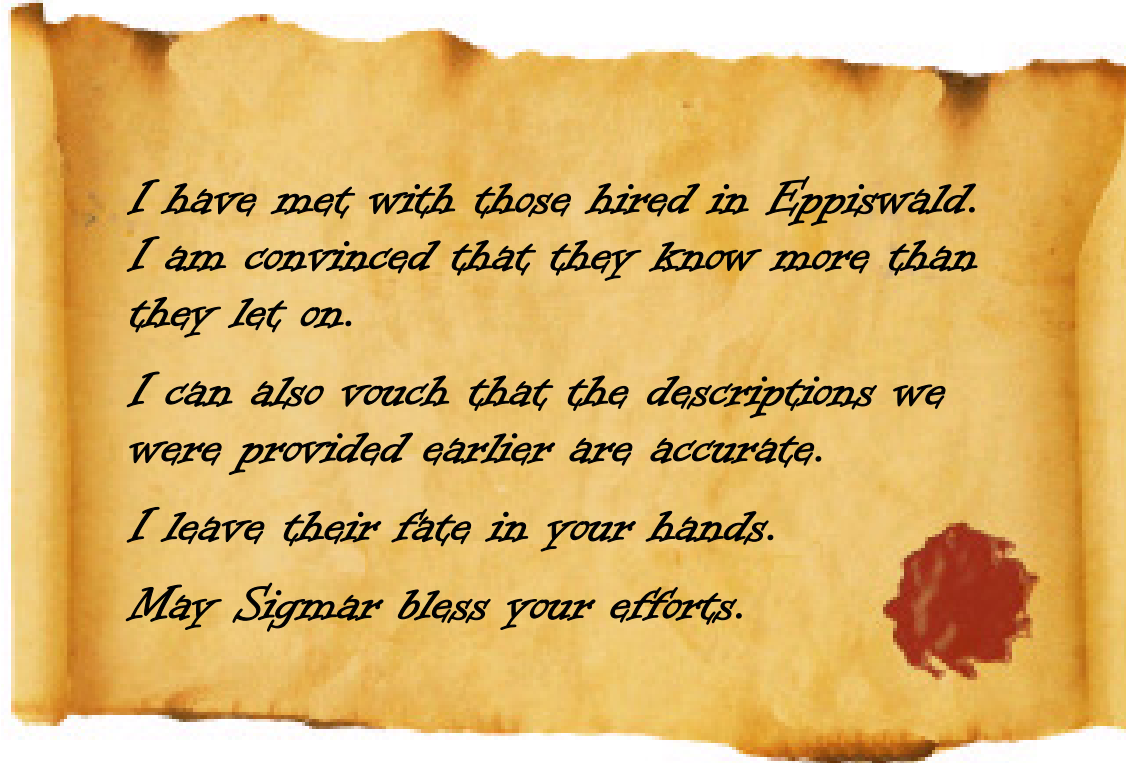 I have met with those hired in Eppiswald.
I am convinced that they know more than
they let on.
I can also vouch that the descriptions we
were provided earlier are accurate.
I leave their fate in your hands.
May Sigmar bless your efforts.